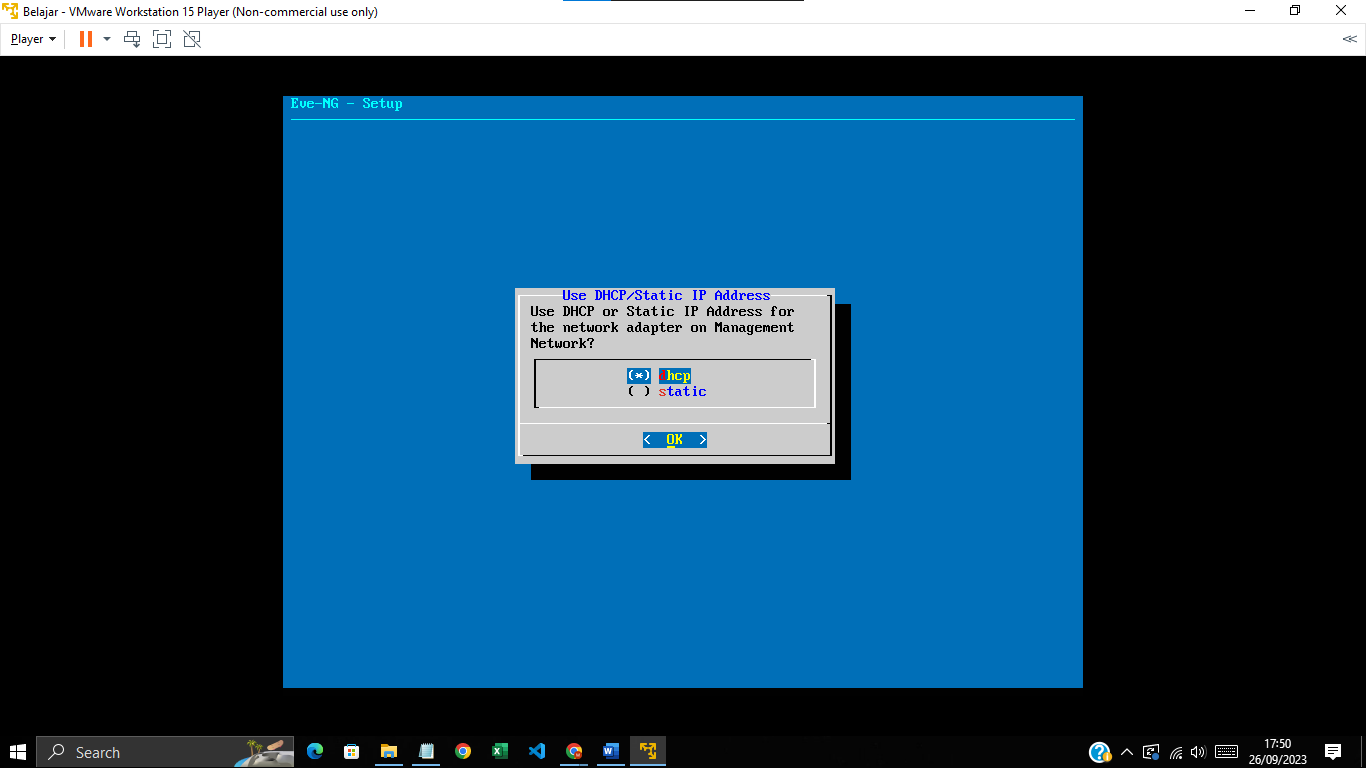 Belajar - VMware Workstation 15 Player (Non-commercial use only)
Player
Eve-NG - Setup
Use DHCP/Static IP Address
Use DHCP or Static IP Address for
the network adapter on Management
Network?
(*) dhcp
( ) static
< OK >
Search
17:50
26/09/2023